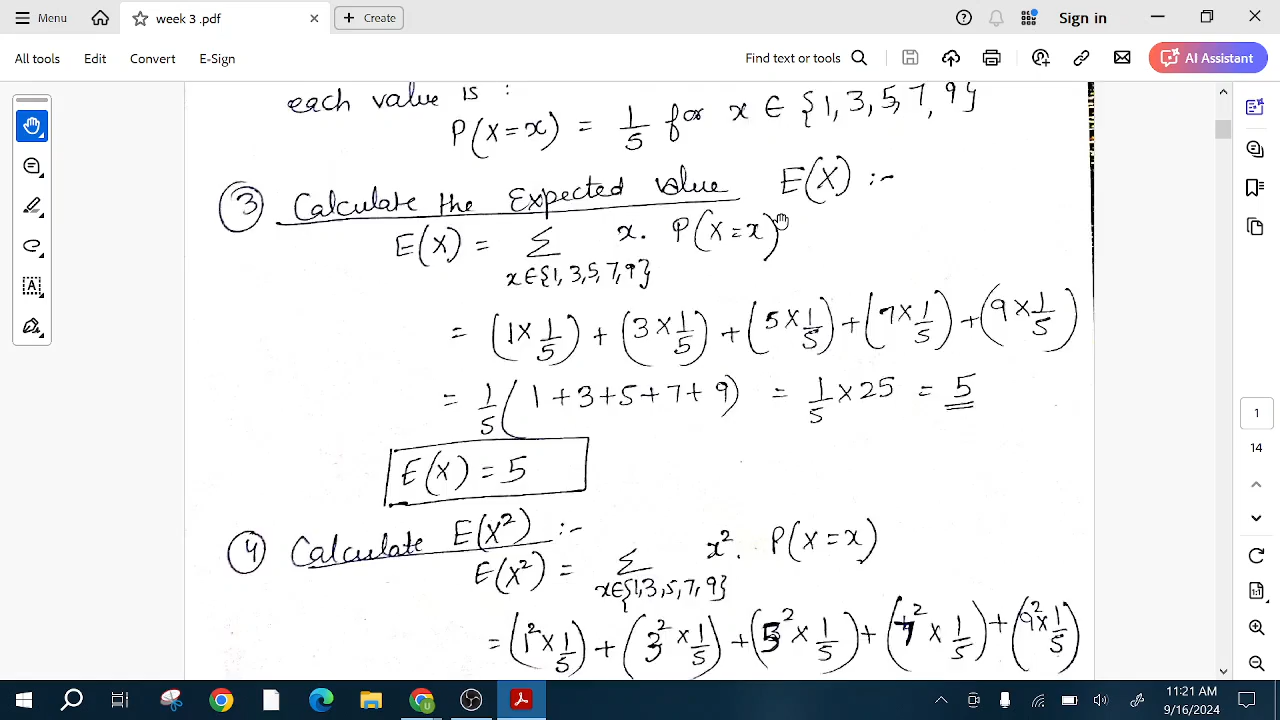 Menu
week 3 .pdf
Create
Sign in
All tools Edit Convert E-Sign
Find text or tools
AI Assistant
each value is :
P(X=x) = 1/5 for x ∈ {1, 3, 5, 7, 9}
③ Calculate the Expected value E(X) :-
E(X) = Σ x. P(X=x)
x∈{1, 3,5, 7, 9}
= (1×1/5) + (3×1/5) + (5×1/5) + (7×1/5) + (9×1/5)
= 1/5 (1+3+5+7+9) = 1/5 × 25 = 5
E(X) = 5
④ Calculate E(X²) :-
E(X²) = Σ x². P(X=x)
x∈{1,3,5,7,9}
= (1²×1/5) + (3²×1/5) + (5²×1/5) + (7²×1/5) + (9²×1/5)
1
14
11:21 AM
9/16/2024